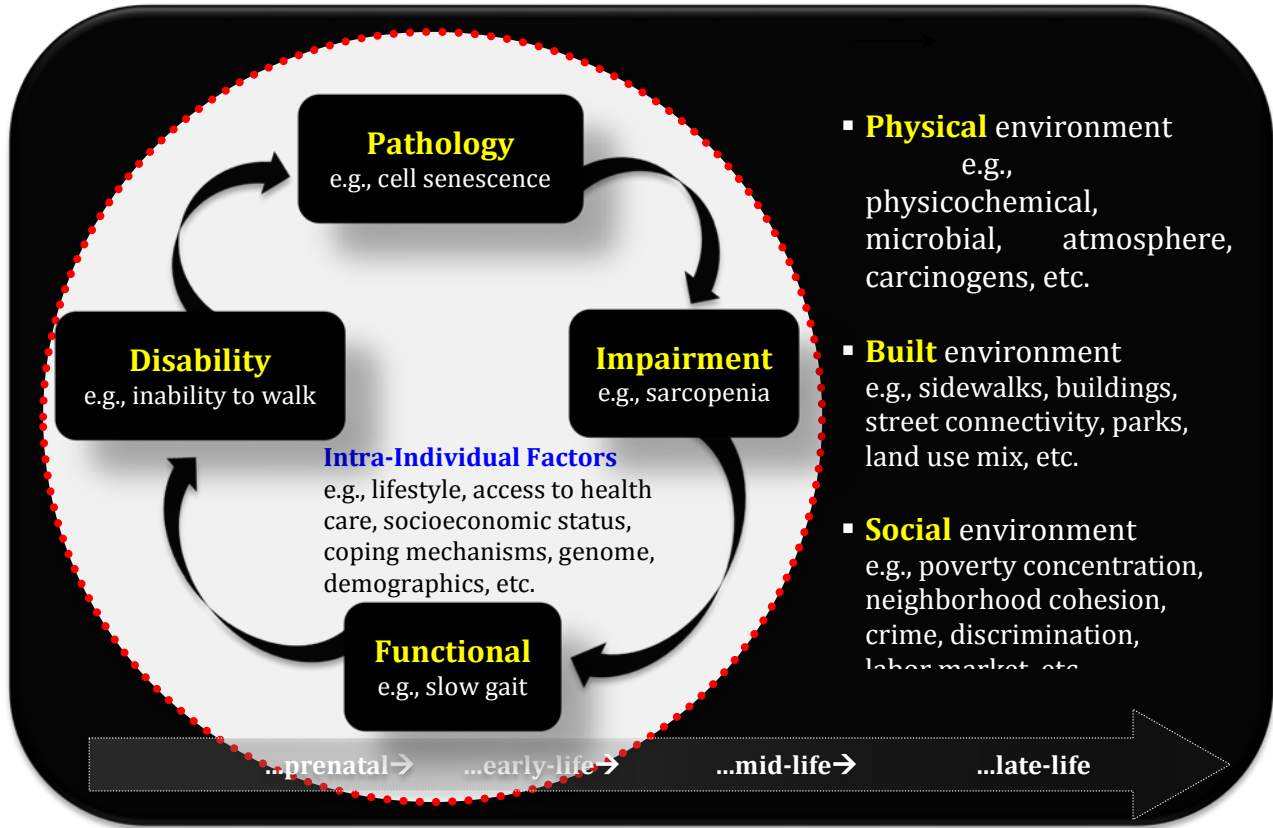 Pathology
e.g., cell senescence
Disability
e.g., inability to walk
Impairment
e.g., sarcopenia
Intra-Individual Factors
e.g., lifestyle, access to health
care, socioeconomic status,
coping mechanisms, genome,
demographics, etc.
Functional
e.g., slow gait
▪ Physical environment
e.g.,
physicochemical,
microbial, atmosphere,
carcinogens, etc.
▪ Built environment
e.g., sidewalks, buildings,
street connectivity, parks,
land use mix, etc.
▪ Social environment
e.g., poverty concentration,
neighborhood cohesion,
crime, discrimination,
labor market, etc
...prenatal→ ...early-life→ ...mid-life→ ...late-life